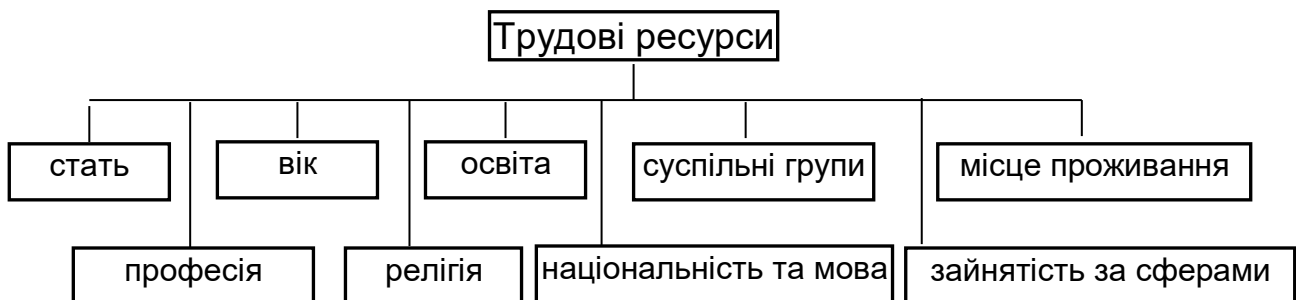 Трудові ресурси
стать
вік
освіта
суспільні групи
місце проживання
професія
релігія
національність та мова
зайнятість за сферами